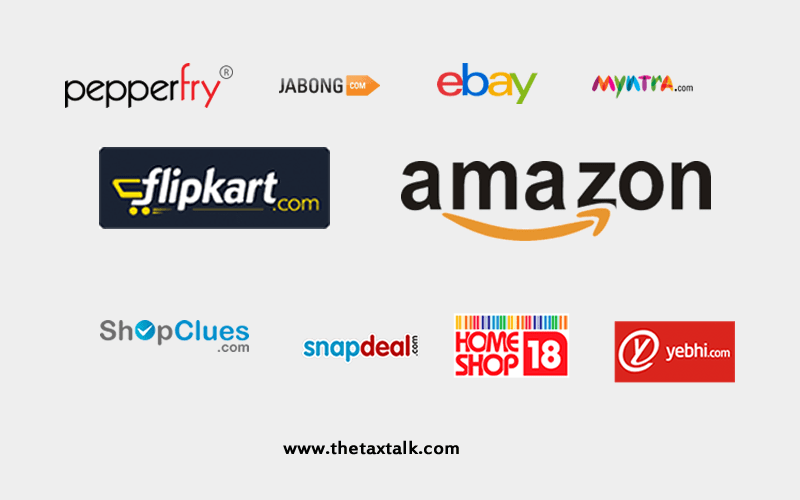 pepperfry®
JABONG.COM
ebay
myntra.com
flipkart.com
amazon
ShopClues.com
snapdeal.com
HOME SHOP 18
yebhi.com
www.thetaxtalk.com